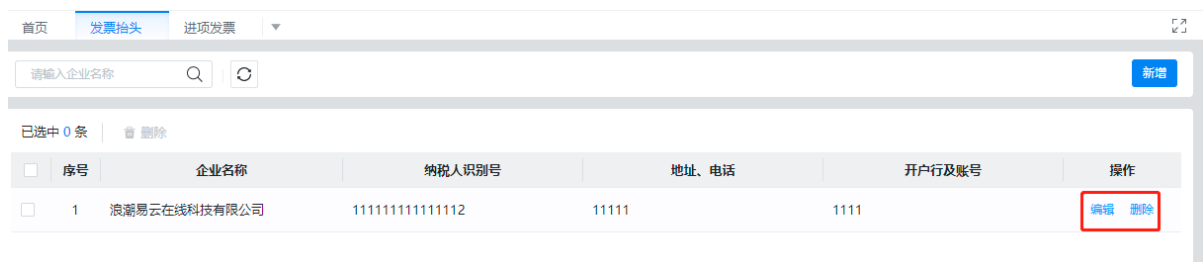 首页 发票抬头 进项发票
请输入企业名称 新增
已选中 0 条 删除
序号 企业名称 纳税人识别号 地址、电话 开户行及账号 操作
1 浪潮易云在线科技有限公司 111111111111112 11111 1111 编辑 删除